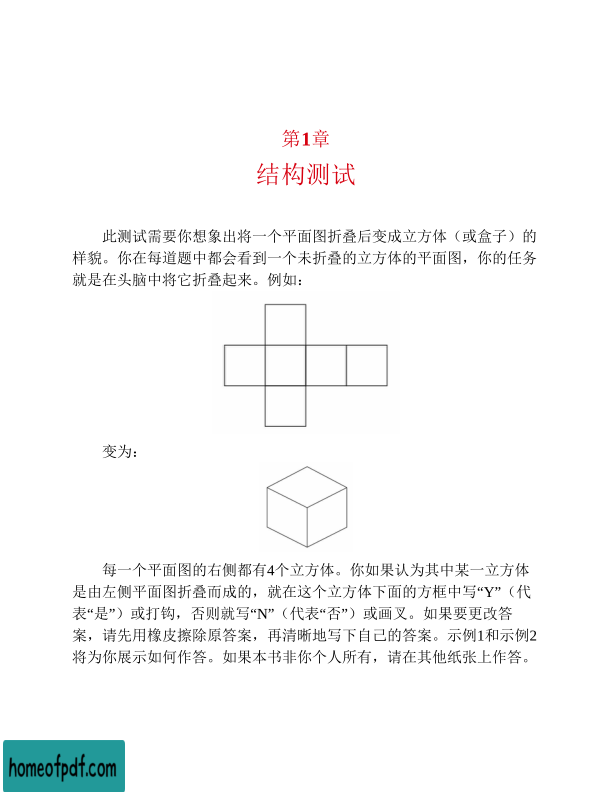 第1章
结构测试
此测试需要你想象出将一个平面图折叠后变成立方体（或盒子）的
样貌。你在每道题中都会看到一个未折叠的立方体的平面图，你的任务
就是在头脑中将它折叠起来。例如：
变为：
每一个平面图的右侧都有4个立方体。你如果认为其中某一立方体
是由左侧平面图折叠而成的，就在这个立方体下面的方框中写“Y”（代
表“是”）或打钩，否则就写“N”（代表“否”）或画叉。如果要更改答
案，请先用橡皮擦除原答案，再清晰地写下自己的答案。示例1和示例2
将为你展示如何作答。如果本书非你个人所有，请在其他纸张上作答。
homeofpdf.com